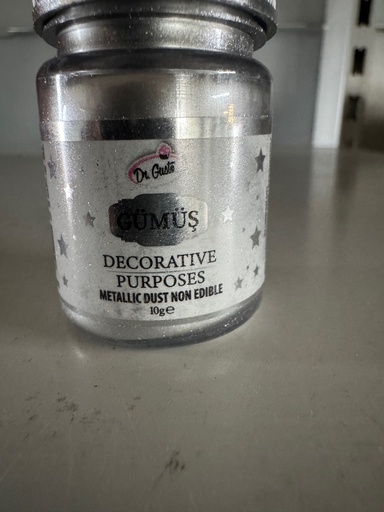 Dr. Gusto
GÜMÜŞ
DECORATIVE
PURPOSES
METALLIC DUST NON EDIBLE
10g℮